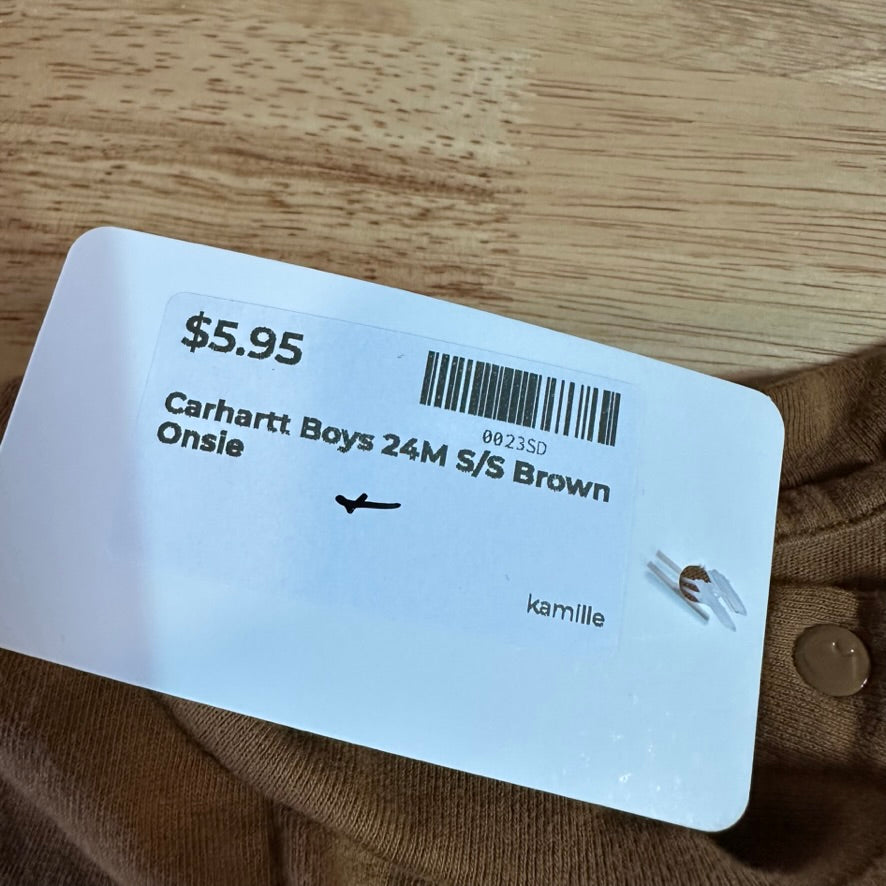 $5.95
0023SD
Carhartt Boys 24M S/S Brown
Onsie
kamille